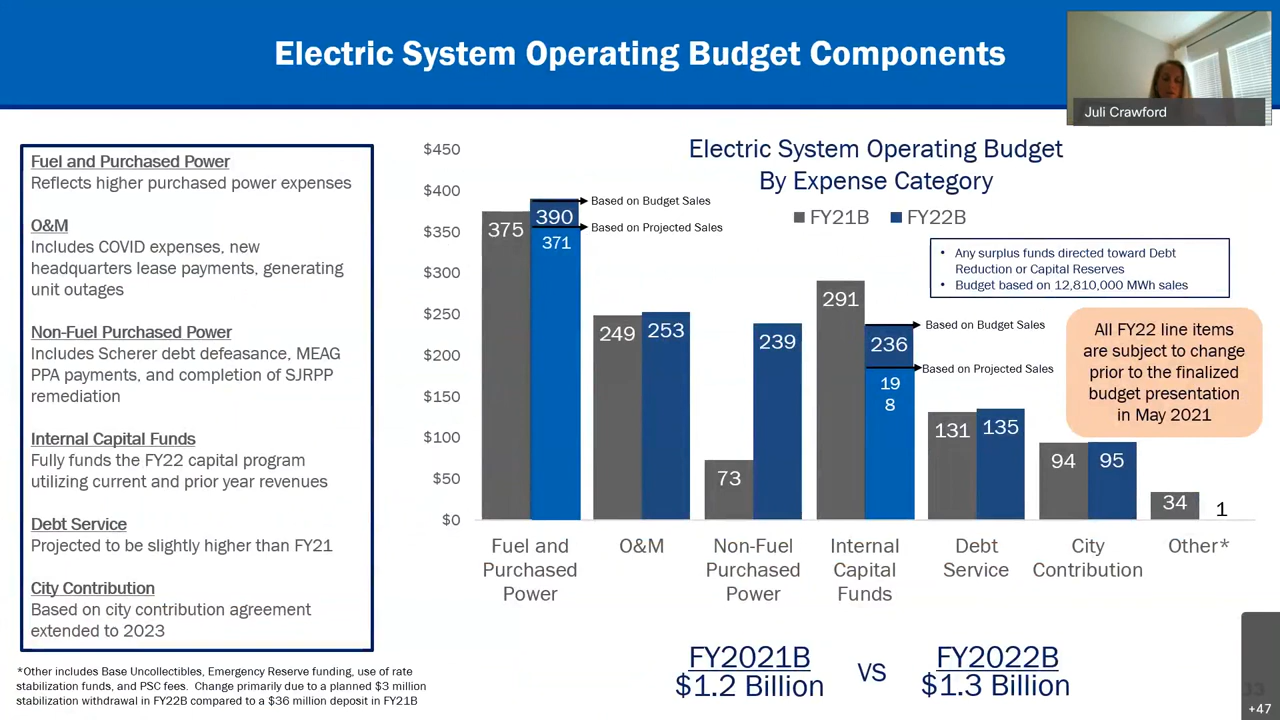 Electric System Operating Budget Components
Juli Crawford
Fuel and Purchased Power
Reflects higher purchased power expenses
O&M
Includes COVID expenses, new
headquarters lease payments, generating
unit outages
Non-Fuel Purchased Power
Includes Scherer debt defeasance, MEAG
PPA payments, and completion of SJRPP
remediation
Internal Capital Funds
Fully funds the FY22 capital program
utilizing current and prior year revenues
Debt Service
Projected to be slightly higher than FY21
City Contribution
Based on city contribution agreement
extended to 2023
*Other includes Base Uncollectibles, Emergency Reserve funding, use of rate
stabilization funds, and PSC fees. Change primarily due to a planned $3 million
stabilization withdrawal in FY22B compared to a $36 million deposit in FY21B
Electric System Operating Budget
By Expense Category
FY21B FY22B
$450
$400
$350
$300
$250
$200
$150
$100
$50
$0
375
390
371
Based on Budget Sales
Based on Projected Sales
249
253
73
239
291
236
19
8
Based on Budget Sales
Based on Projected Sales
131
135
94
95
34
1
• Any surplus funds directed toward Debt
Reduction or Capital Reserves
• Budget based on 12,810,000 MWh sales
All FY22 line items
are subject to change
prior to the finalized
budget presentation
in May 2021
Fuel and
Purchased
Power
O&M
Non-Fuel
Purchased
Power
Internal
Capital
Funds
Debt
Service
City
Contribution
Other*
FY2021B
$1.2 Billion
VS
FY2022B
$1.3 Billion
33
+47